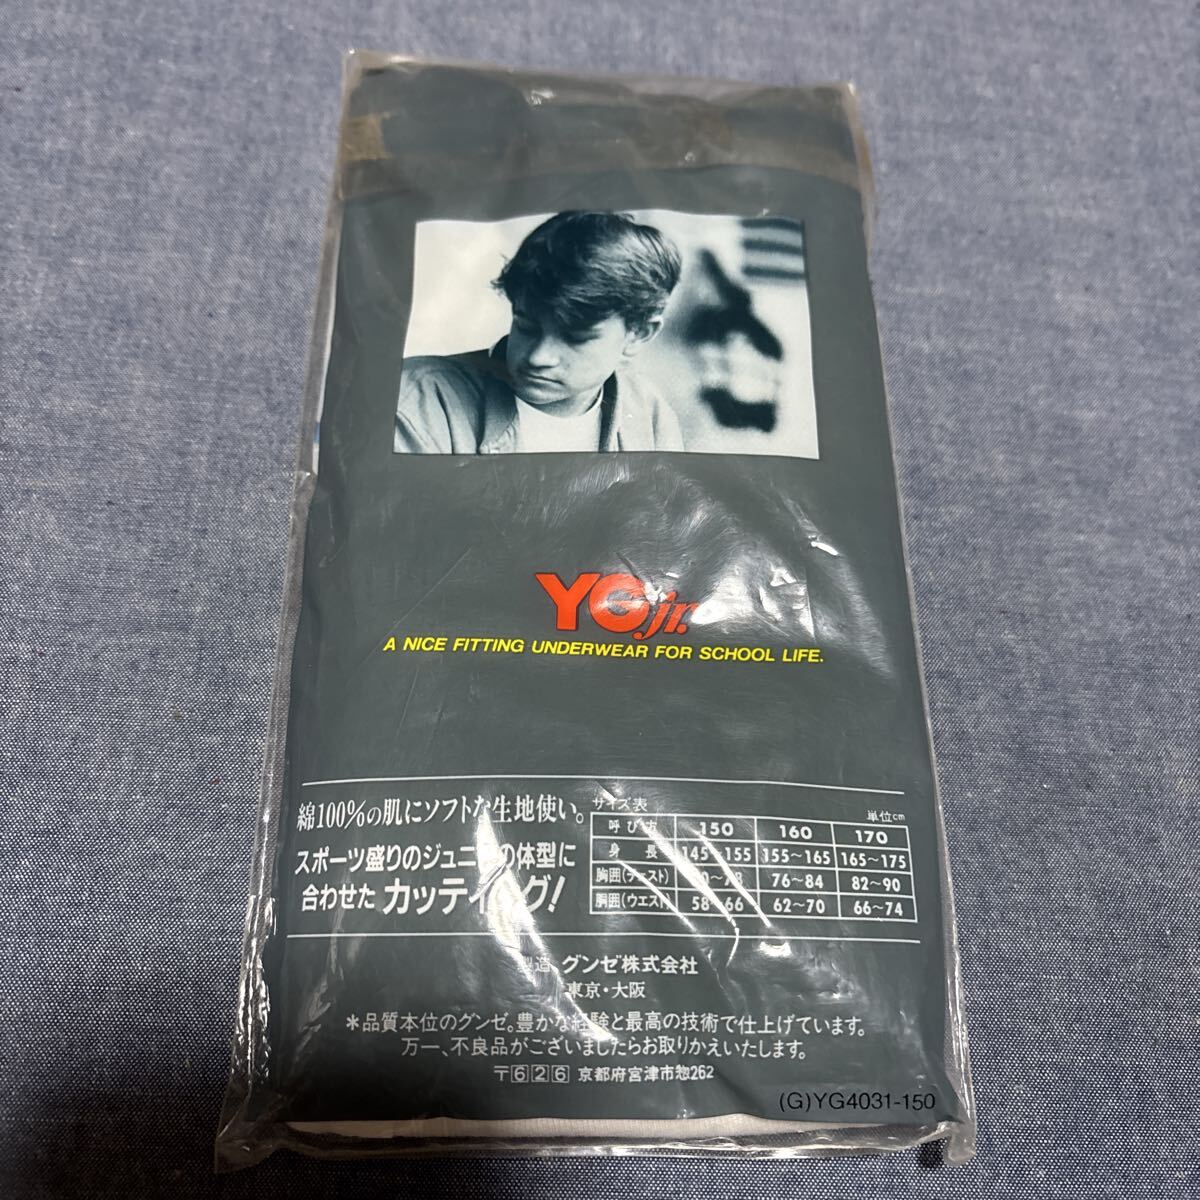 YG jr.
A NICE FITTING UNDERWEAR FOR SCHOOL LIFE.
綿100%の肌にソフトな生地使い。
スポーツ盛りのジュニアの体型に
合わせたカッティング!
サイズ表 単位cm
呼び方 150 160 170
身長 145~155 155~165 165~175
胸囲(チェスト) 76~84 82~90
胴囲(ウエスト) 58~66 62~70 66~74
製造 グンゼ株式会社
東京・大阪
*品質本位のグンゼ。豊かな経験と最高の技術で仕上げています。
万一、不良品がございましたらお取りかえいたします。
〒626 京都府宮津市惣262
(G)YG4031-150